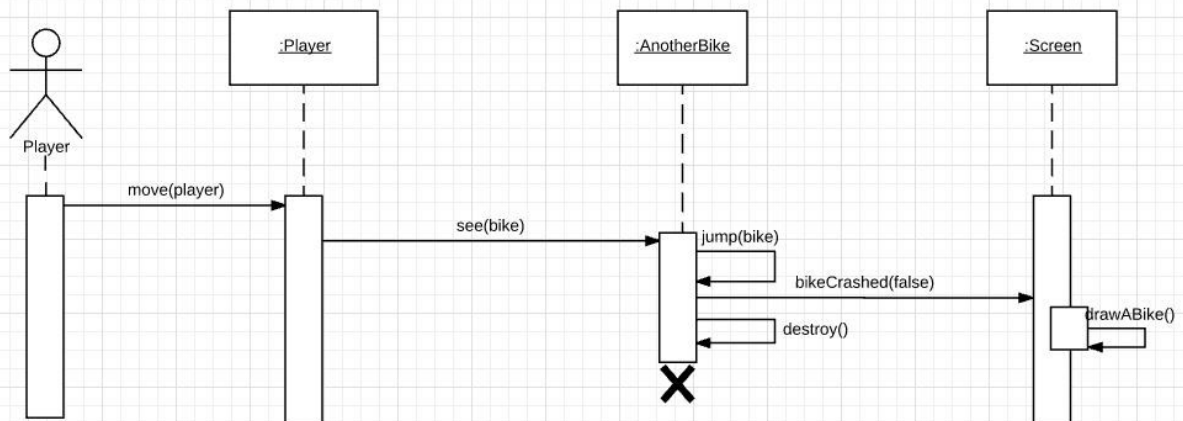 :Player
:AnotherBike
:Screen
Player
move(player)
see(bike)
jump(bike)
bikeCrashed(false)
drawABike()
destroy()